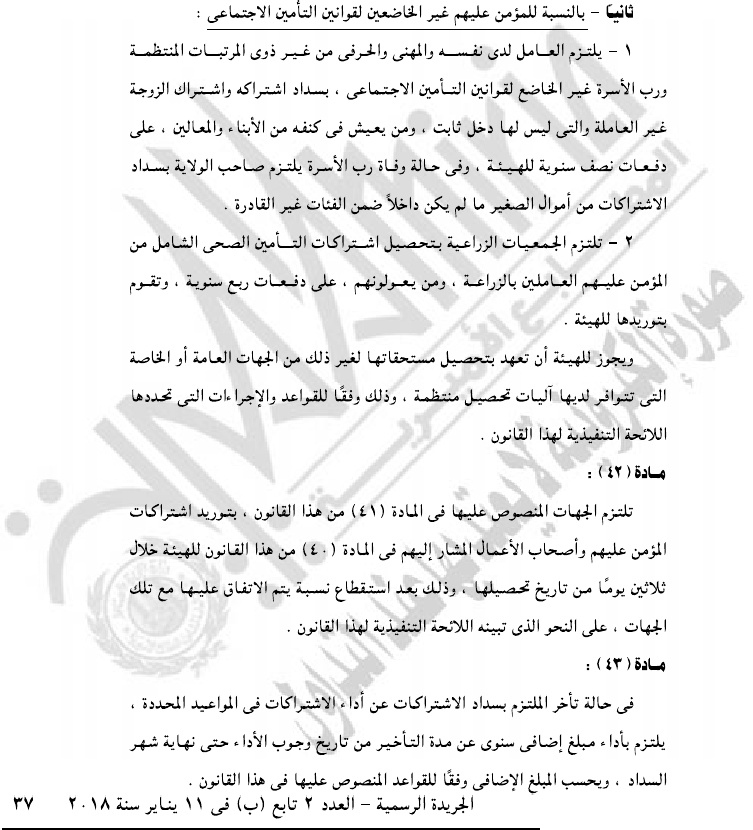 ثانيا – بالنسبة للمؤمن عليهم غير الخاضعين لقوانين التأمين الاجتماعى :
١ – يلتزم العامل لدى نفسه والمهنى والحرفى من غير ذوى المرتبات المنتظمة
ورب الأسرة غير الخاضع لقوانين التأمين الاجتماعى ، بسداد اشتراكه واشتراك الزوجة
غير العاملة والتى ليس لها دخل ثابت ، ومن يعيش فى كنفه من الأبناء والمعالين ، على
دفعات نصف سنوية للهيئة ، وفى حالة وفاة رب الأسرة يلتزم صاحب الولاية بسداد
الاشتراكات من أموال الصغير ما لم يكن داخلاً ضمن الفئات غير القادرة .
٢ – تلتزم الجمعيات الزراعية بتحصيل اشتراكات التأمين الصحى الشامل من
المؤمن عليهم العاملين بالزراعة ، ومن يعولونهم ، على دفعات ربع سنوية ، وتقوم
بتوريدها للهيئة .
ويجوز للهيئة أن تعهد بتحصيل مستحقاتها لغير ذلك من الجهات العامة أو الخاصة
التى تتوافر لديها آليات تحصيل منتظمة ، وذلك وفقًا للقواعد والإجراءات التى تحددها
اللائحة التنفيذية لهذا القانون .
مادة (٤٢) :
تلتزم الجهات المنصوص عليها فى المادة (٤١) من هذا القانون ، بتوريد اشتراكات
المؤمن عليهم وأصحاب الأعمال المشار إليهم فى المادة (٤٠) من هذا القانون للهيئة خلال
ثلاثين يومًا من تاريخ تحصيلها ، وذلك بعد استقطاع نسبة يتم الاتفاق عليها مع تلك
الجهات ، على النحو الذى تبينه اللائحة التنفيذية لهذا القانون .
مادة (٤٣) :
فى حالة تأخر الملتزم بسداد الاشتراكات عن أداء الاشتراكات فى المواعيد المحددة ،
يلتزم بأداء مبلغ إضافى سنوى عن مدة التأخير من تاريخ وجوب الأداء حتى نهاية شهر
السداد ، ويحسب المبلغ الإضافى وفقًا للقواعد المنصوص عليها فى هذا القانون .
الجريدة الرسمية – العدد ٢ تابع (ب) فى ١١ يناير سنة ٢٠١٨ ٣٧